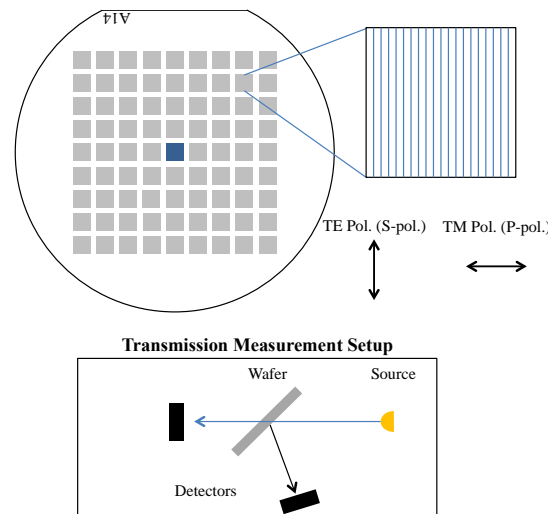 A14
TE Pol. (S-pol.) TM Pol. (P-pol.)
Transmission Measurement Setup
Wafer Source
Detectors